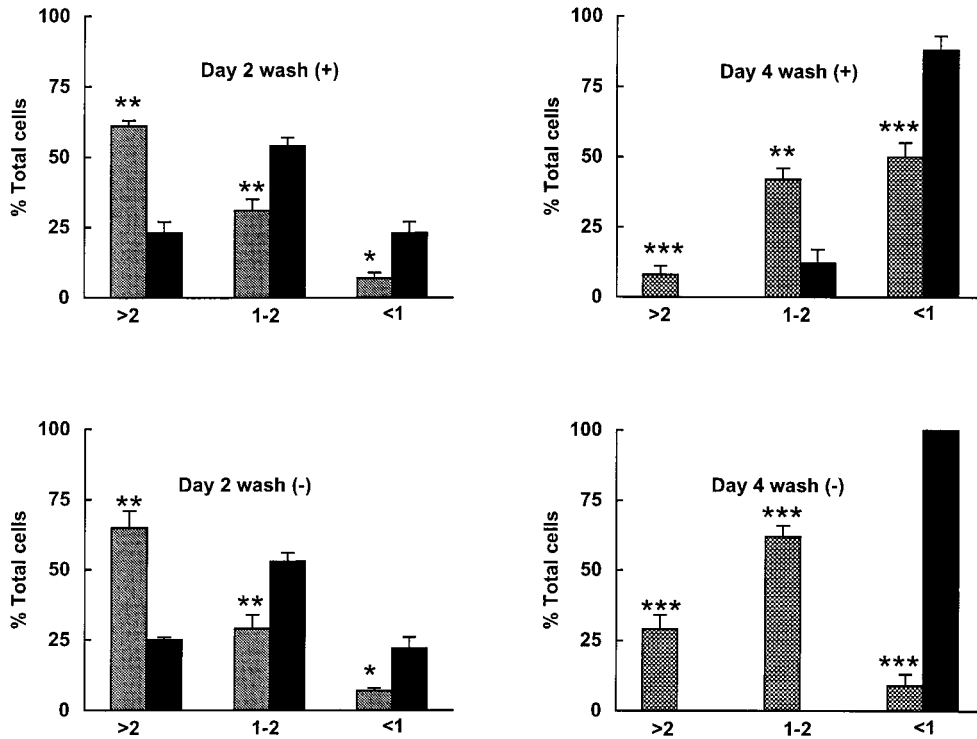 100
75
50
25
0
% Total cells
Day 2 wash (+)
**
**
*
>2 1-2 <1
100
75
50
25
0
% Total cells
Day 4 wash (+)
***
**
***
>2 1-2 <1
100
75
50
25
0
% Total cells
Day 2 wash (-)
**
**
*
>2 1-2 <1
100
75
50
25
0
% Total cells
Day 4 wash (-)
***
***
***
>2 1-2 <1